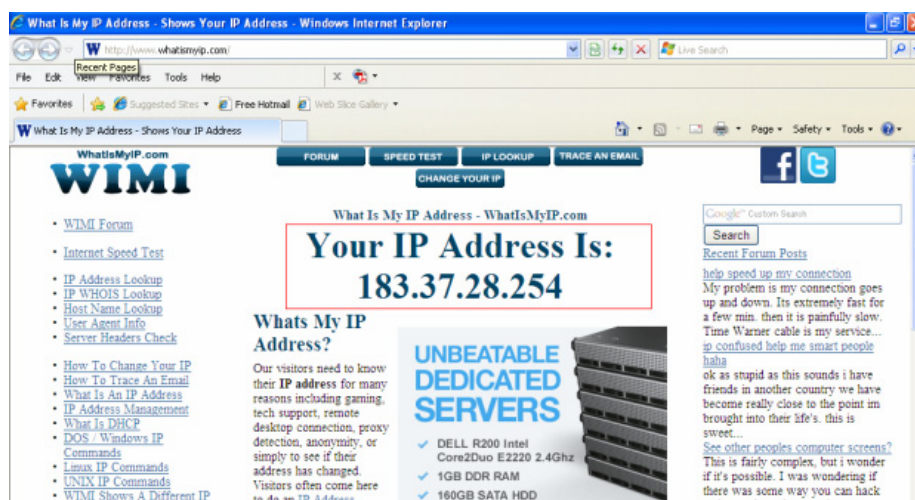 What Is My IP Address - Shows Your IP Address - Windows Internet Explorer
http://www.whatismyip.com/
Live Search
Recent Pages
File Edit View Favorites Tools Help
Favorites Suggested Sites Free Hotmail Web Slice Gallery
What Is My IP Address - Shows Your IP Address
Page Safety Tools
WhatIsMyIP.com
WIMI
FORUM SPEED TEST IP LOOKUP TRACE AN EMAIL
CHANGE YOUR IP
WIMI Forum
Internet Speed Test
IP Address Lookup
IP WHOIS Lookup
Host Name Lookup
User Agent Info
Server Headers Check
How To Change Your IP
How To Trace An Email
What Is An IP Address
IP Address Management
What Is DHCP
DOS / Windows IP
Commands
Linux IP Commands
UNIX IP Commands
WIMI Shows A Different IP
What Is My IP Address - WhatIsMyIP.com
Your IP Address Is:
183.37.28.254
Whats My IP
Address?
Our visitors need to know
their IP address for many
reasons including gaming,
tech support, remote
desktop connection, proxy
detection, anonymity, or
simply to see if their
address has changed.
Visitors often come here
to do an IP Address
UNBEATABLE
DEDICATED
SERVERS
DELL R200 Intel
Core2Duo E2220 2.4Ghz
1GB DDR RAM
160GB SATA HDD
Google™ Custom Search
Search
Recent Forum Posts
help speed up my connection
My problem is my connection goes
up and down. Its extremely fast for
a few min. then it is painfully slow.
Time Warner cable is my service...
ip confused help me smart people
haha
ok as stupid as this sounds i have
friends in another country we have
become really close to the point im
brought into their life's. this is
sweet...
See other peoples computer screens?
This is fairly complex, but i wonder
if it's possible. I was wondering if
there was some way you can hack